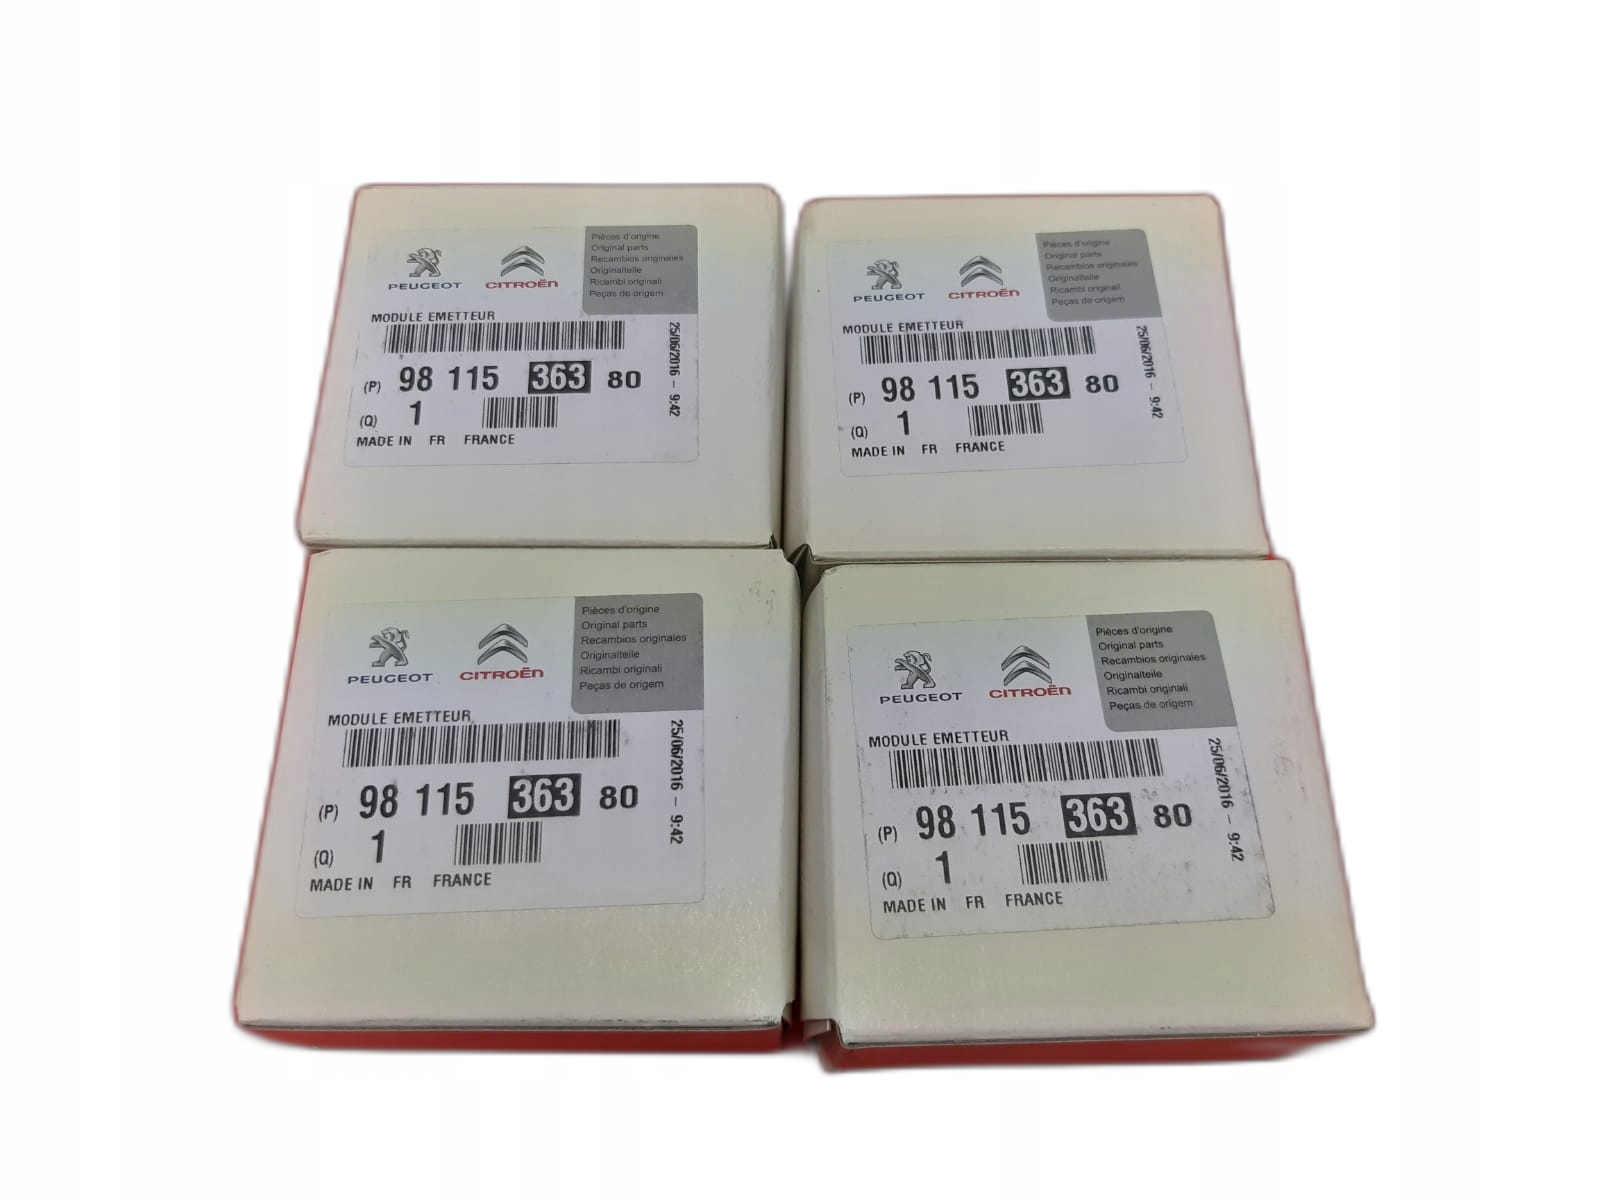 PEUGEOT CITROËN
Pièces d'origine
Original parts
Recambios originales
Originalteile
Ricambi originali
Peças de origem
MODULE EMETTEUR
25/06/2016 - 9:42
(P) 98 115 363 80
(Q) 1
MADE IN FR FRANCE
PEUGEOT CITROËN
Pièces d'origine
Original parts
Recambios originales
Originalteile
Ricambi originali
Peças de origem
MODULE EMETTEUR
25/06/2016 - 9:42
(P) 98 115 363 80
(Q) 1
MADE IN FR FRANCE
PEUGEOT CITROËN
Pièces d'origine
Original parts
Recambios originales
Originalteile
Ricambi originali
Peças de origem
MODULE EMETTEUR
25/06/2016 - 9:42
(P) 98 115 363 80
(Q) 1
MADE IN FR FRANCE
PEUGEOT CITROËN
Pièces d'origine
Original parts
Recambios originales
Originalteile
Ricambi originali
Peças de origem
MODULE EMETTEUR
25/06/2016 - 9:42
(P) 98 115 363 80
(Q) 1
MADE IN FR FRANCE